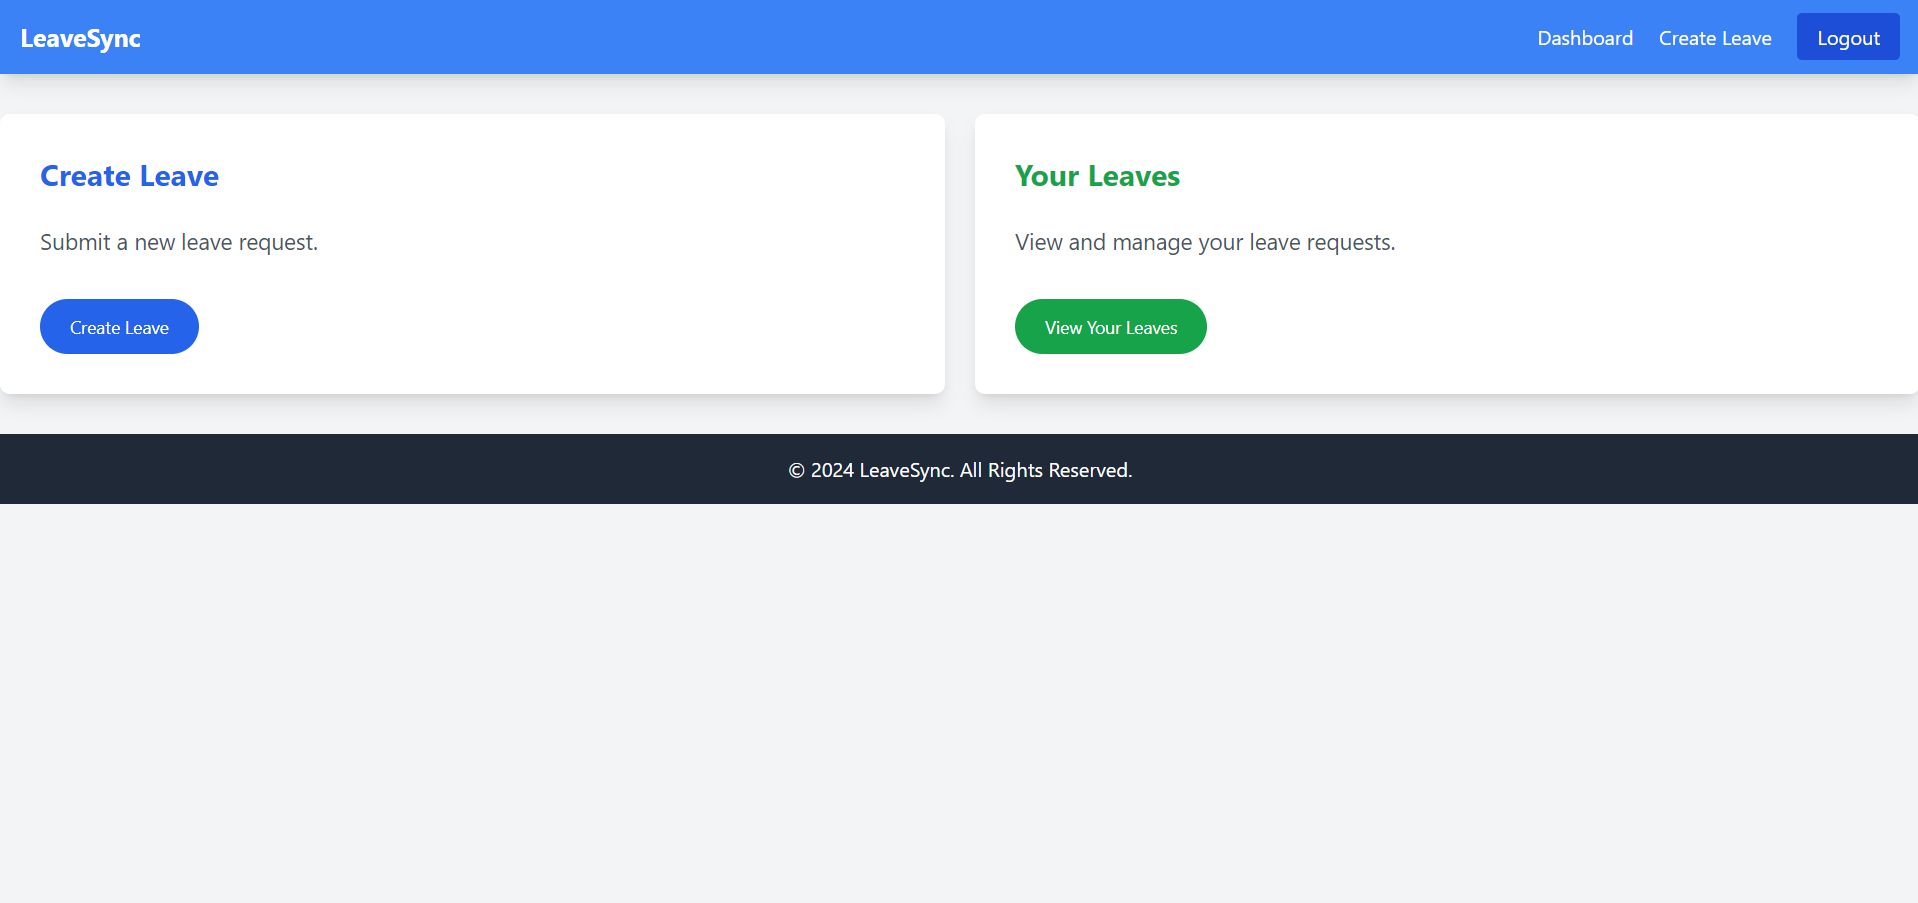 LeaveSync
Dashboard
Create Leave
Logout
Create Leave
Submit a new leave request.
Create Leave
Your Leaves
View and manage your leave requests.
View Your Leaves
© 2024 LeaveSync. All Rights Reserved.